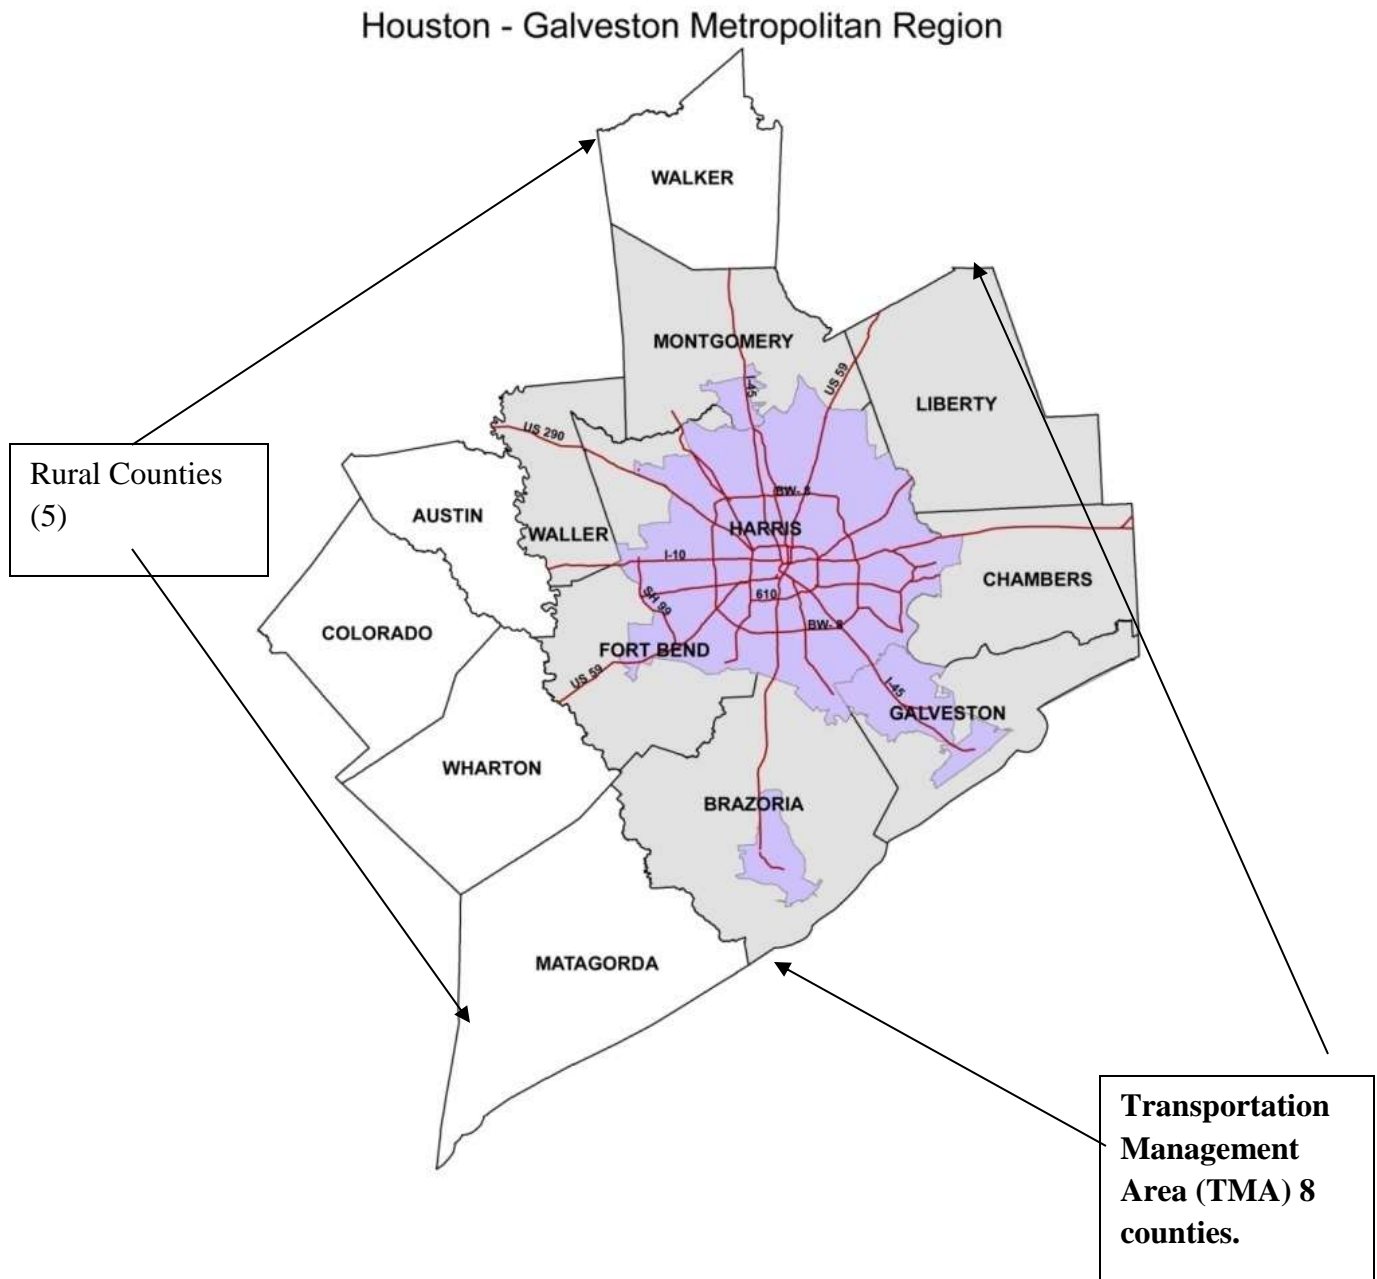 Houston - Galveston Metropolitan Region
WALKER
MONTGOMERY
I-45
US 59
LIBERTY
US 290
Rural Counties
(5)
AUSTIN
WALLER
BW- 8
HARRIS
I-10
CHAMBERS
610
SH 99
COLORADO
BW- 8
FORT BEND
US 59
I-45
GALVESTON
WHARTON
BRAZORIA
MATAGORDA
Transportation
Management
Area (TMA) 8
counties.